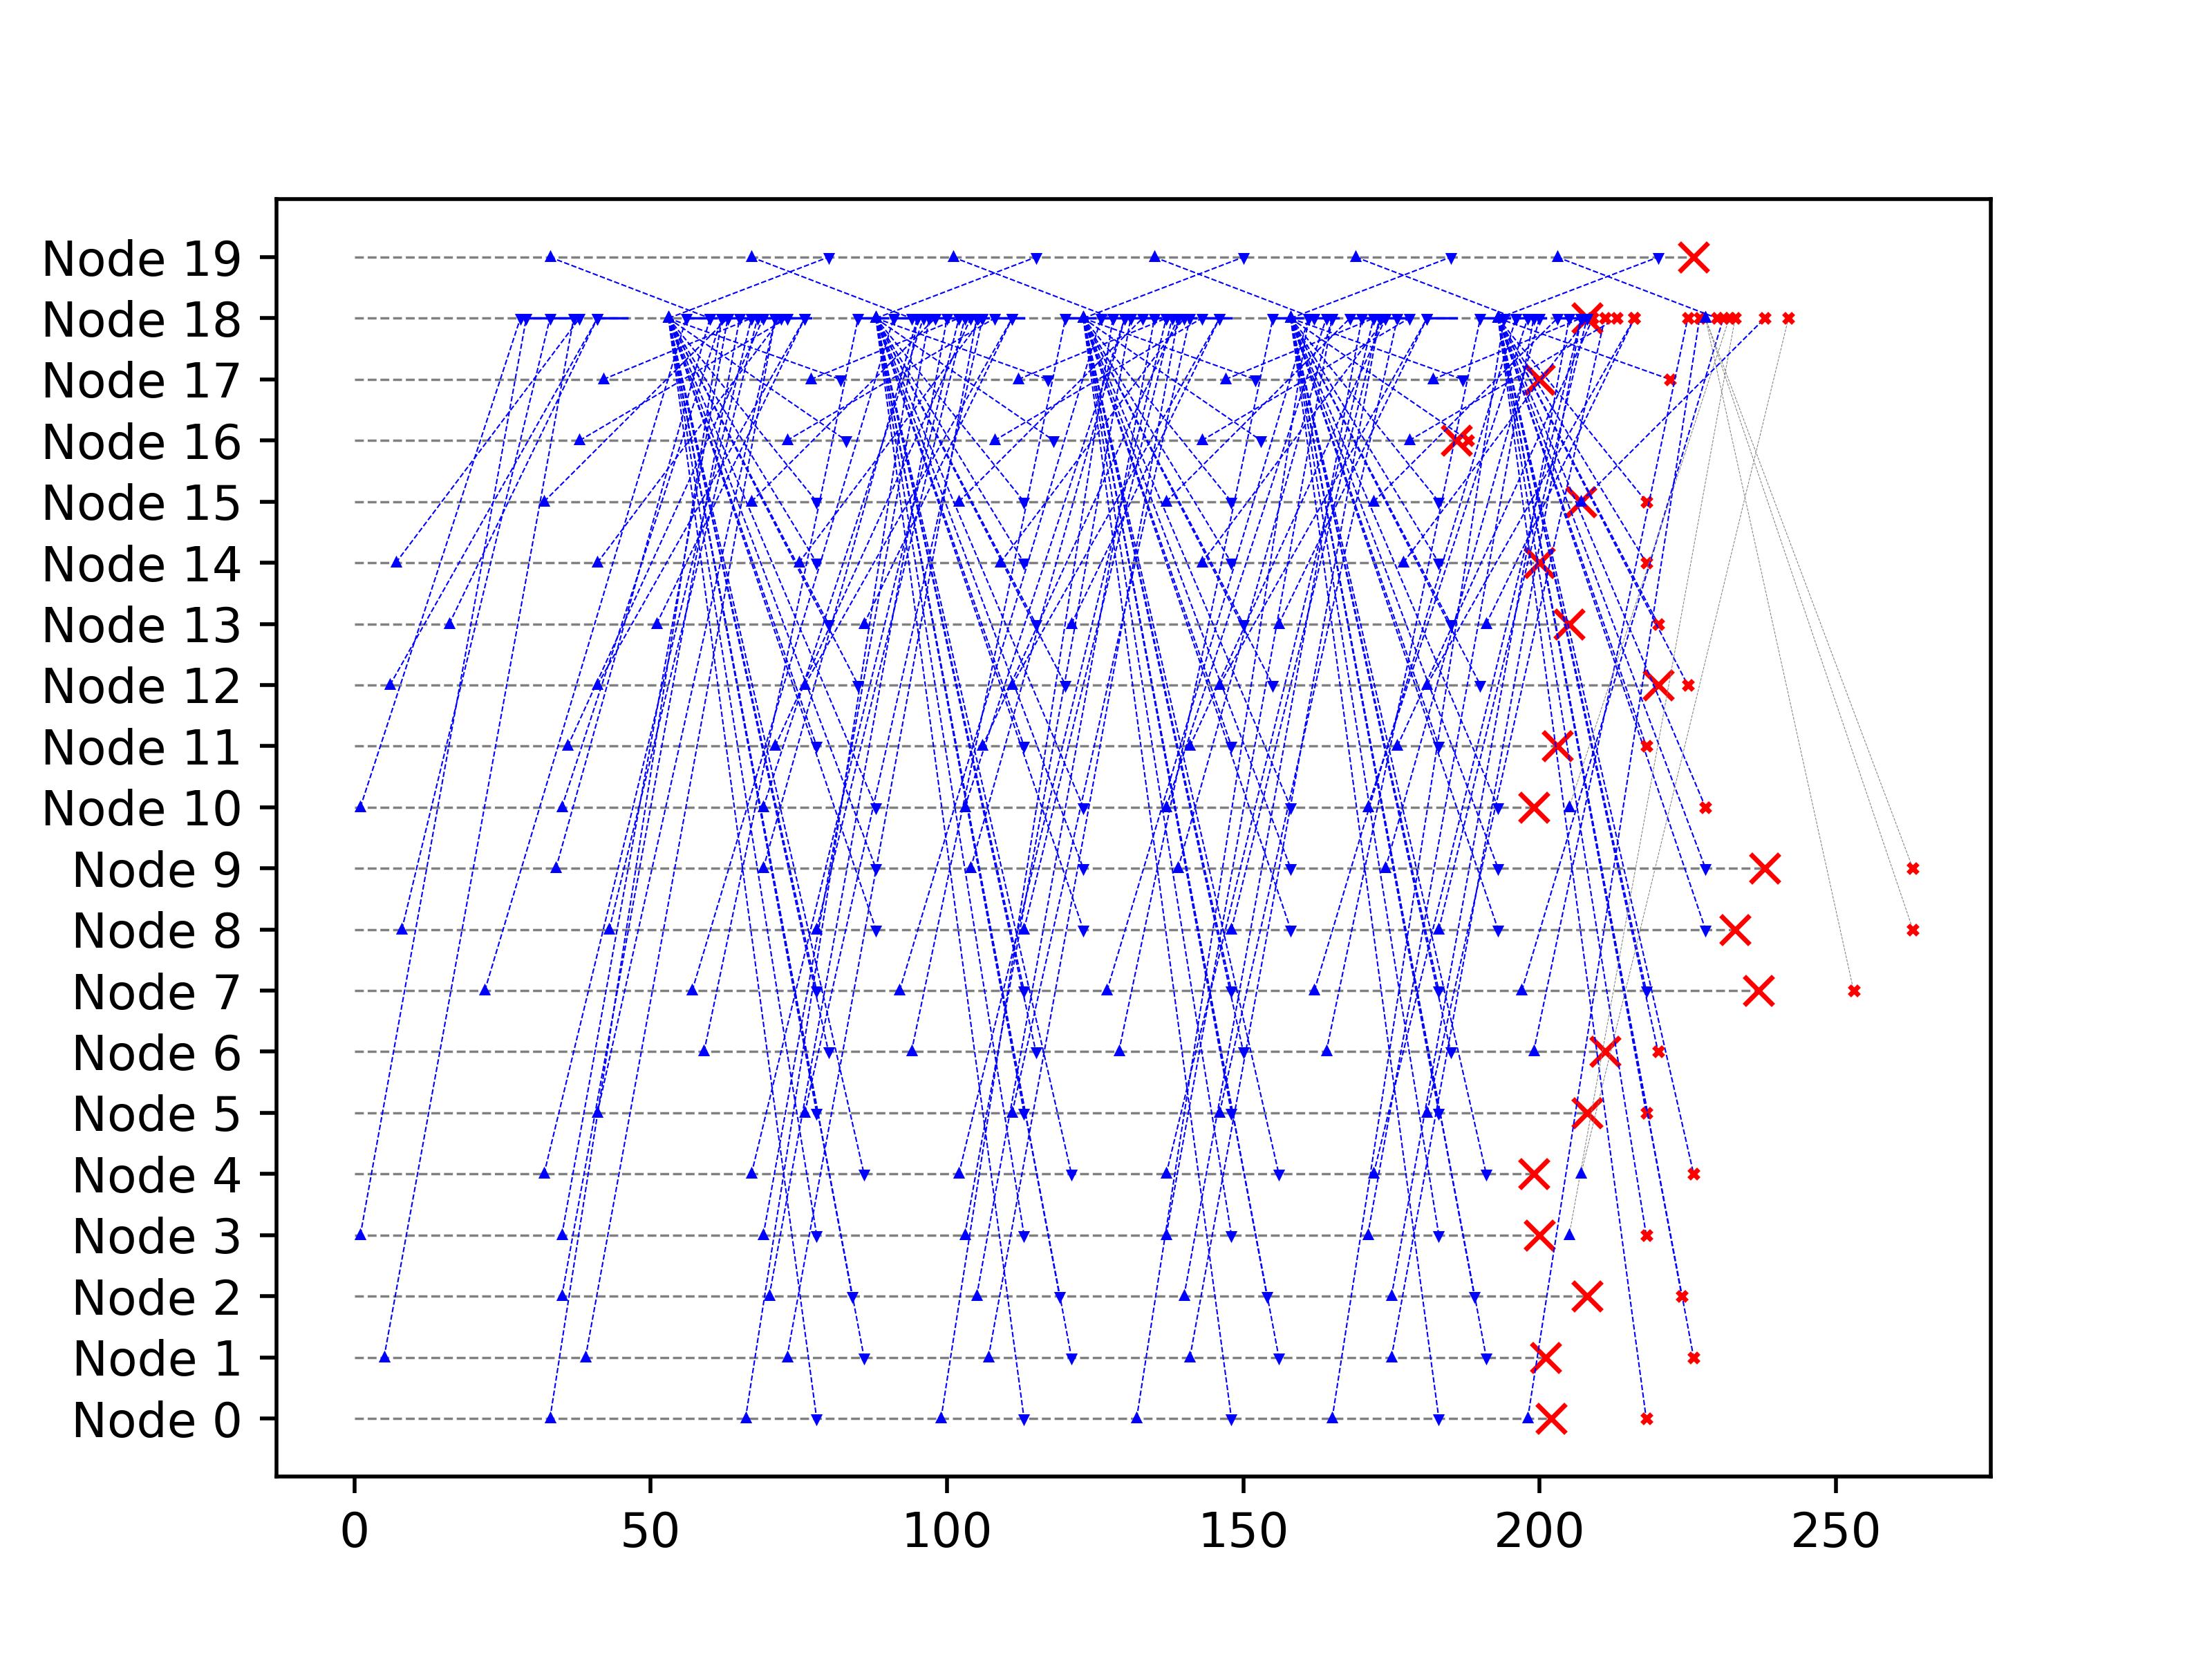 Node 19
Node 18
Node 17
Node 16
Node 15
Node 14
Node 13
Node 12
Node 11
Node 10
Node 9
Node 8
Node 7
Node 6
Node 5
Node 4
Node 3
Node 2
Node 1
Node 0
0 50 100 150 200 250